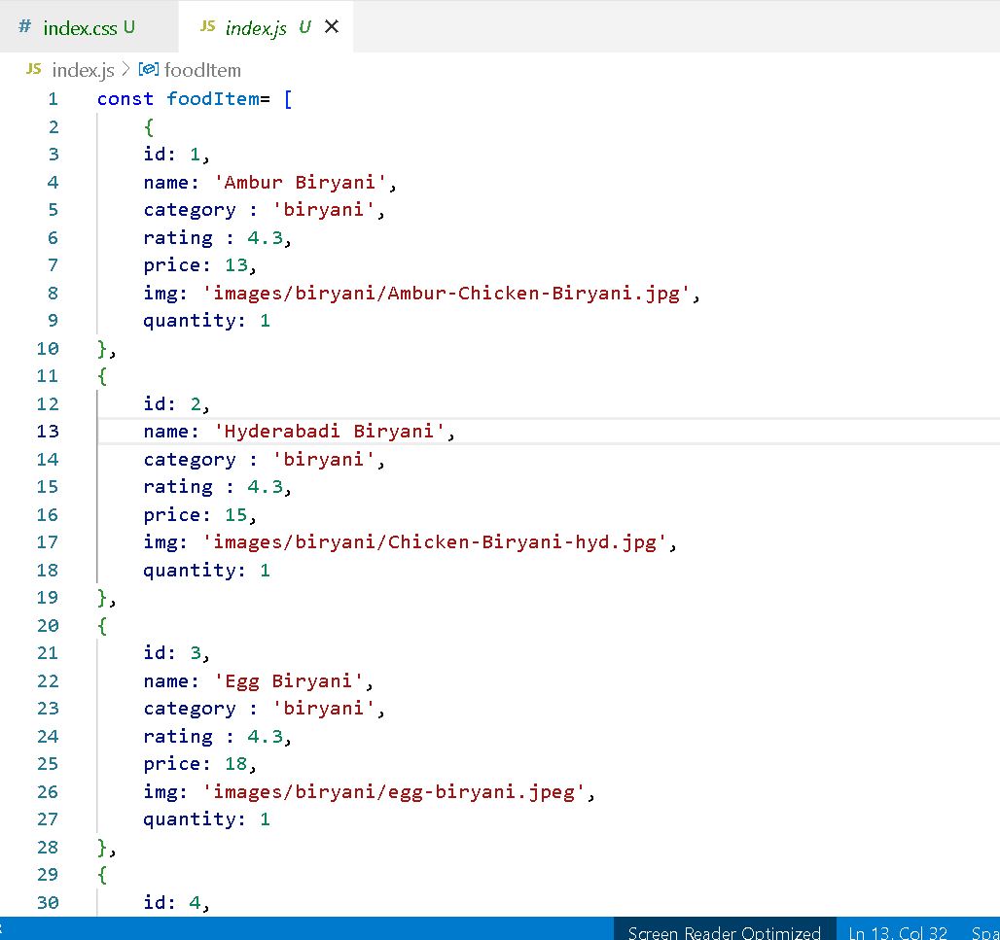 # index.css U JS index.js U
JS index.js > foodItem
1 const foodItem= [
2 {
3 id: 1,
4 name: 'Ambur Biryani',
5 category : 'biryani',
6 rating : 4.3,
7 price: 13,
8 img: 'images/biryani/Ambur-Chicken-Biryani.jpg',
9 quantity: 1
10 },
11 {
12 id: 2,
13 name: 'Hyderabadi Biryani',
14 category : 'biryani',
15 rating : 4.3,
16 price: 15,
17 img: 'images/biryani/Chicken-Biryani-hyd.jpg',
18 quantity: 1
19 },
20 {
21 id: 3,
22 name: 'Egg Biryani',
23 category : 'biryani',
24 rating : 4.3,
25 price: 18,
26 img: 'images/biryani/egg-biryani.jpeg',
27 quantity: 1
28 },
29 {
30 id: 4,
Screen Reader Optimized Ln 13, Col 32 Spa